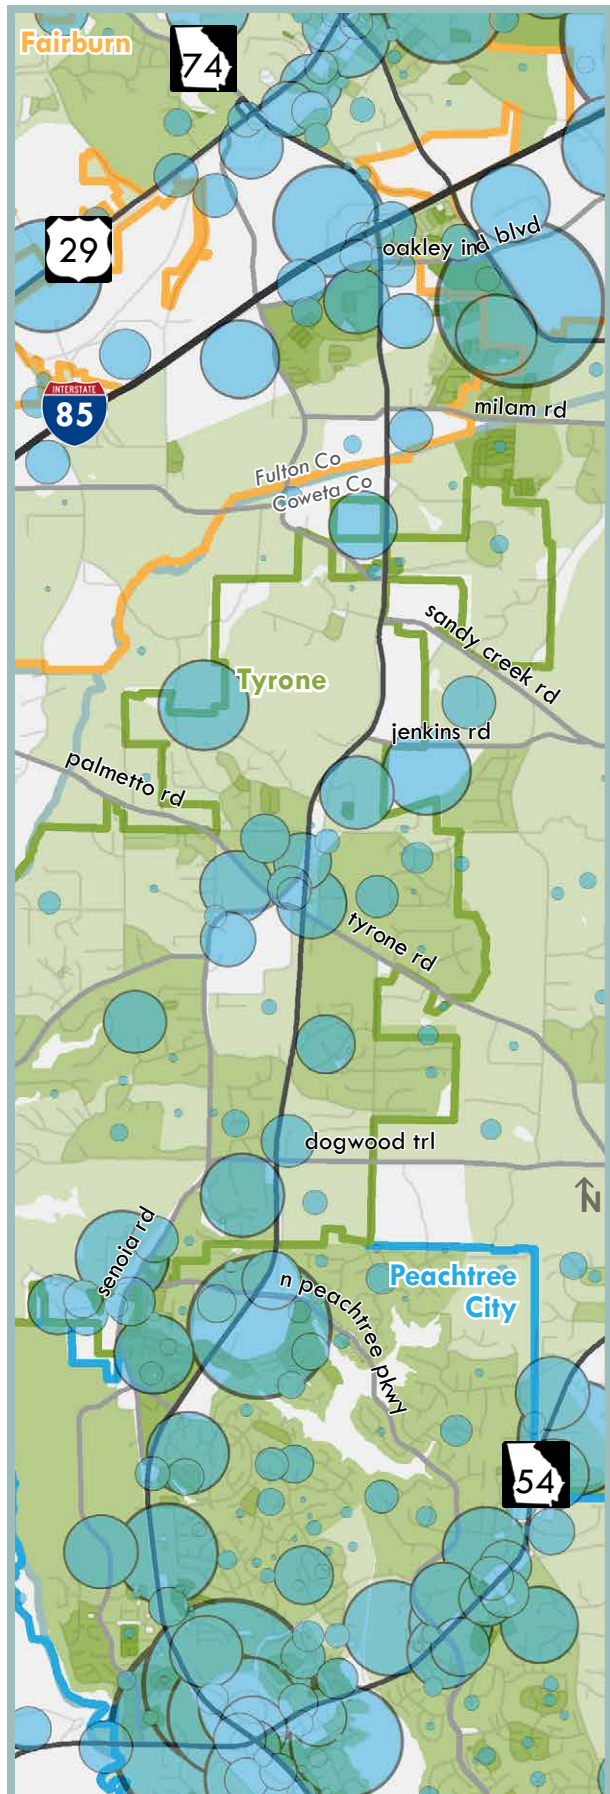 Fairburn
74
29
oakley ind blvd
INTERSTATE
85
milam rd
Fulton Co
Coweta Co
sandy creek rd
Tyrone
jenkins rd
palmetto rd
tyrone rd
dogwood trl
N
senoia rd
Peachtree
City
n peachtree pkwy
54